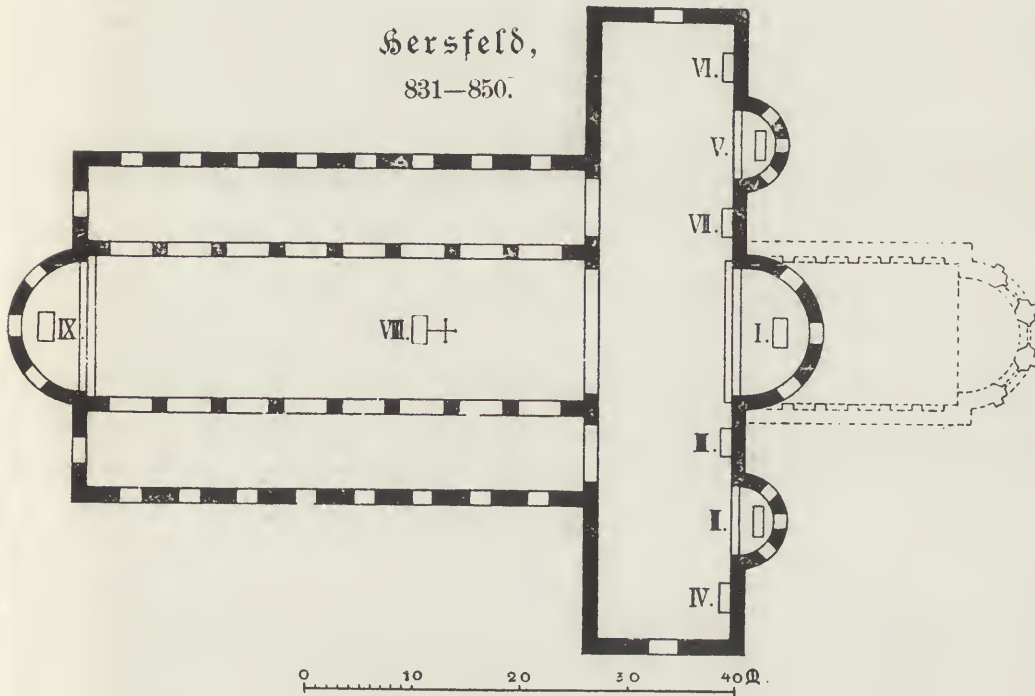 Hersfeld,
831—850.
VI.
V.
VII.
IX.
VIII.
I.
III.
II.
IV.
0 10 20 30 40 M.